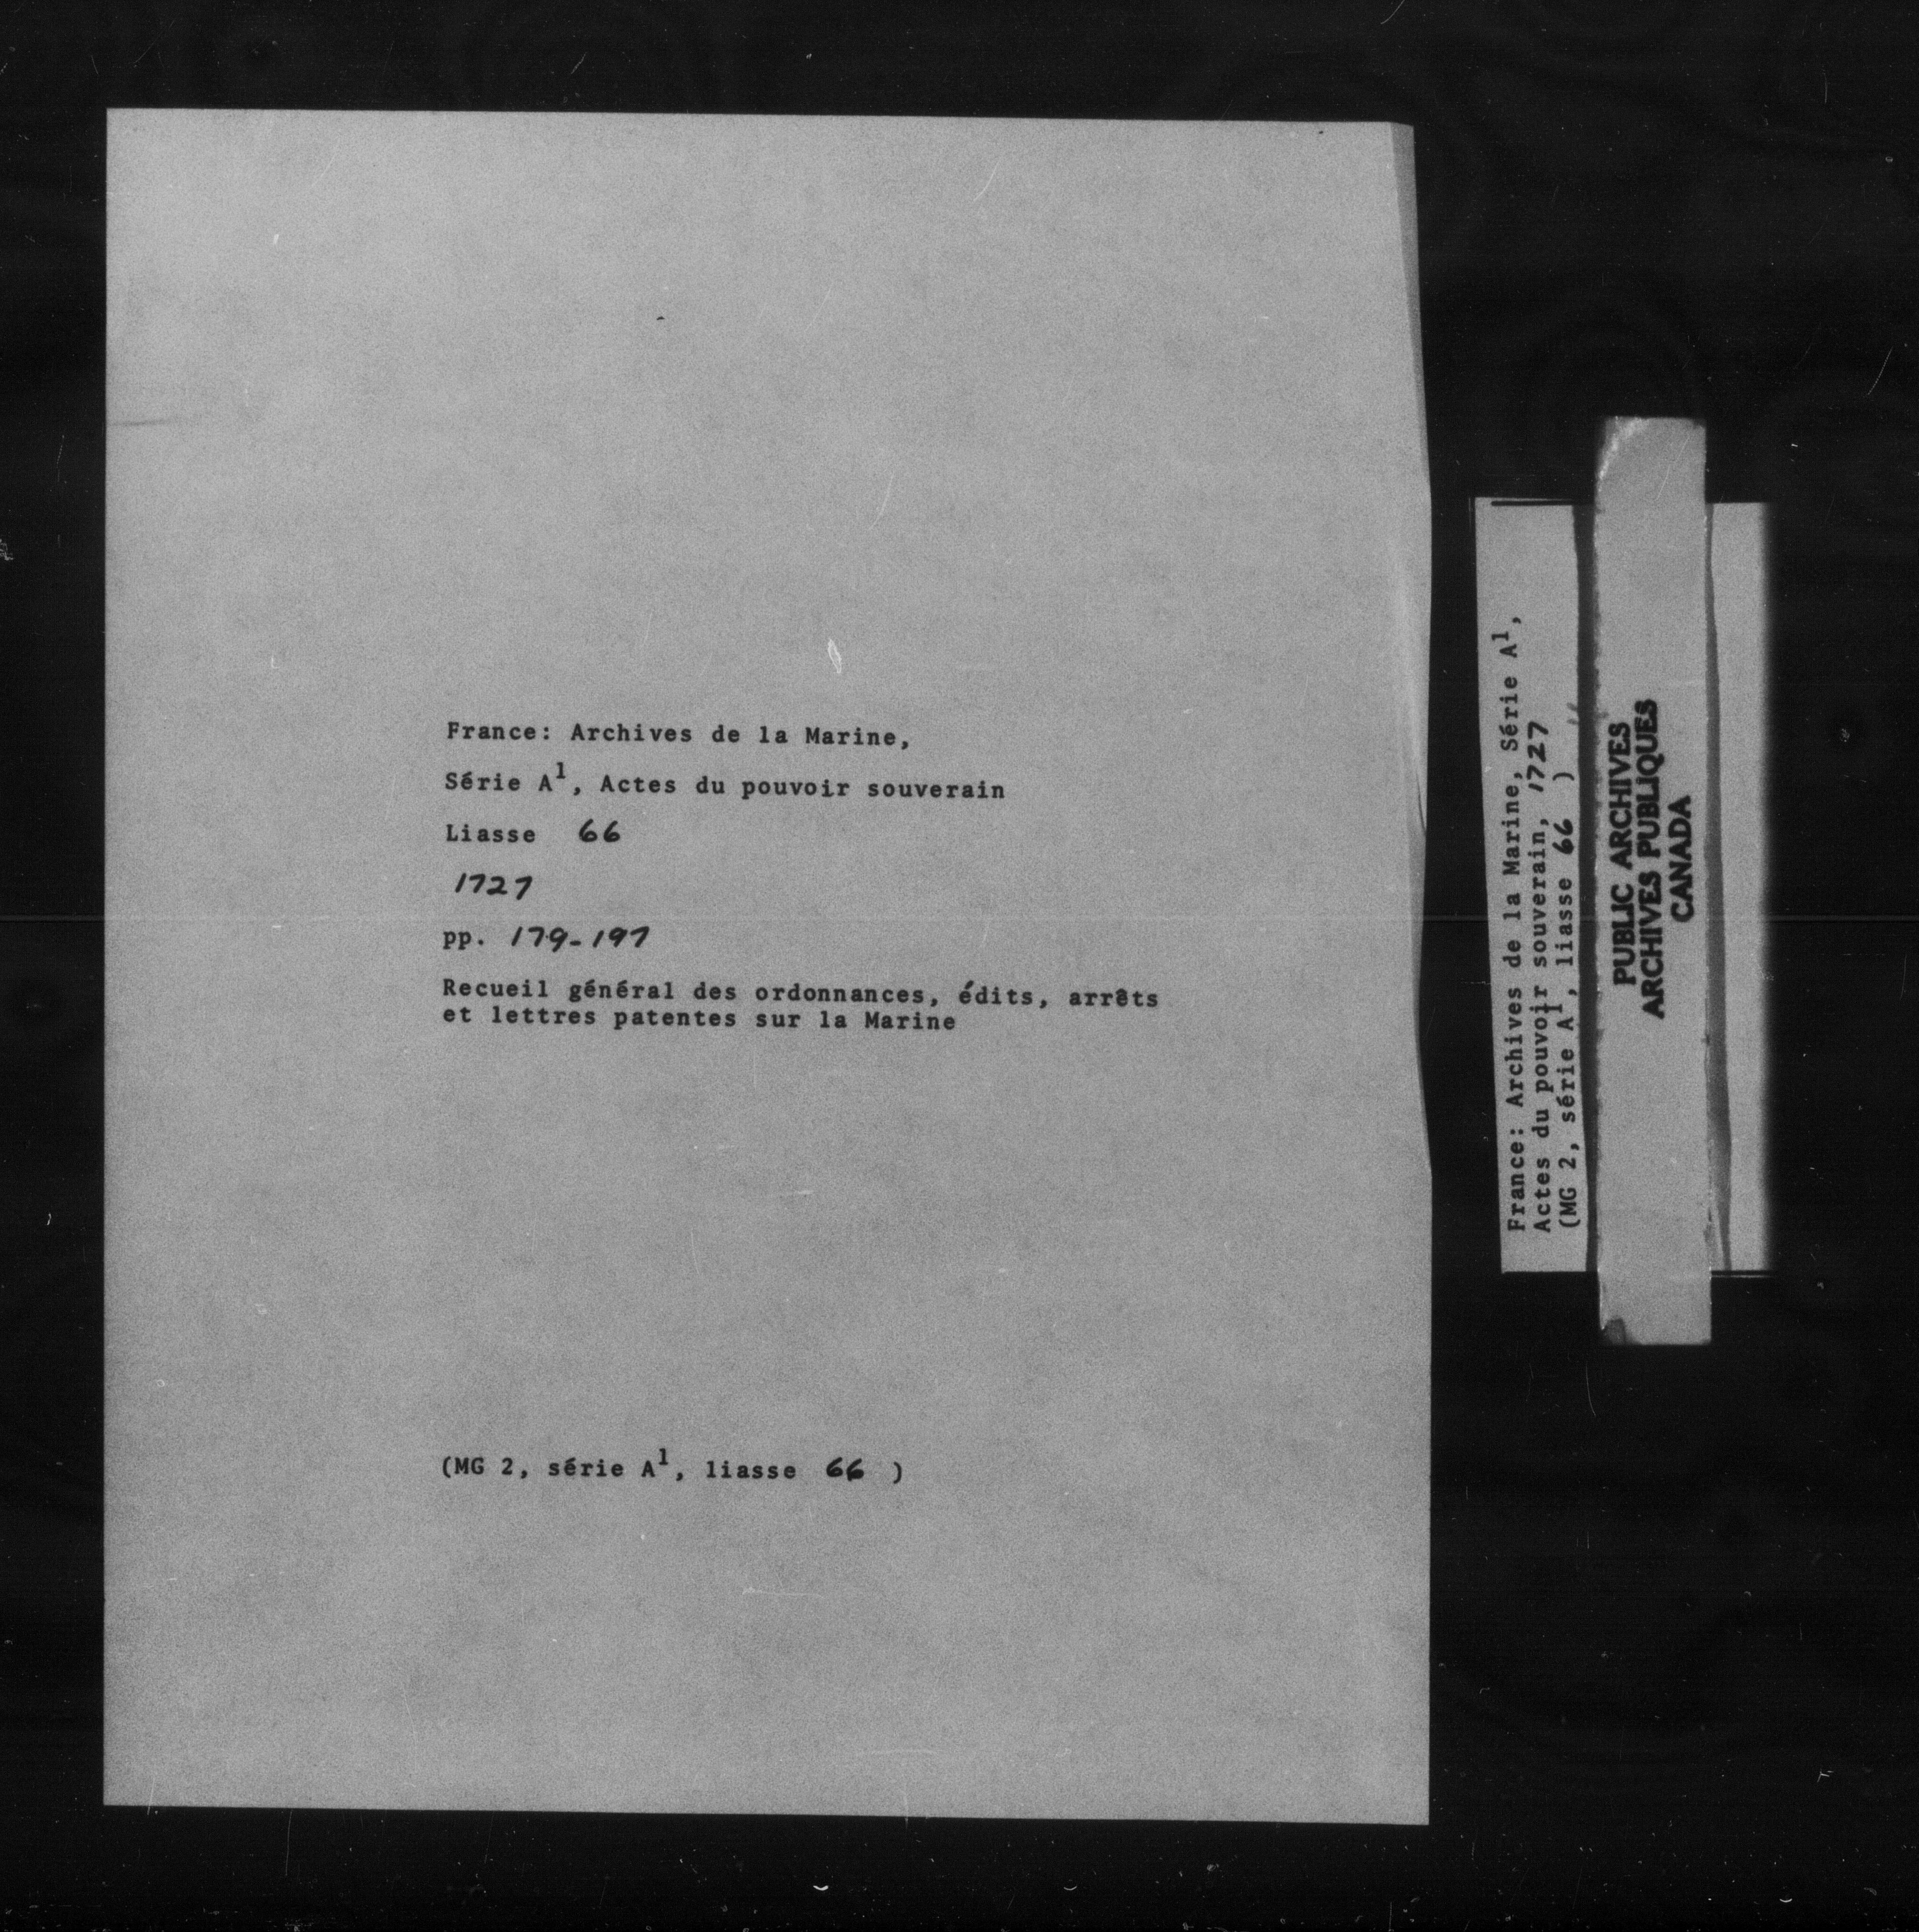 France: Archives de la Marine,
Série A¹, Actes du pouvoir souverain
Liasse 66
1727
pp. 179-197
Recueil général des ordonnances, édits, arrêts
et lettres patentes sur la Marine
(MG 2, série A¹, liasse 66 )
France: Archives de la Marine, Série A¹,
Actes du pouvoir souverain, 1727
(MG 2, série A¹, liasse 66 )
PUBLIC ARCHIVES
ARCHIVES PUBLIQUES
CANADA